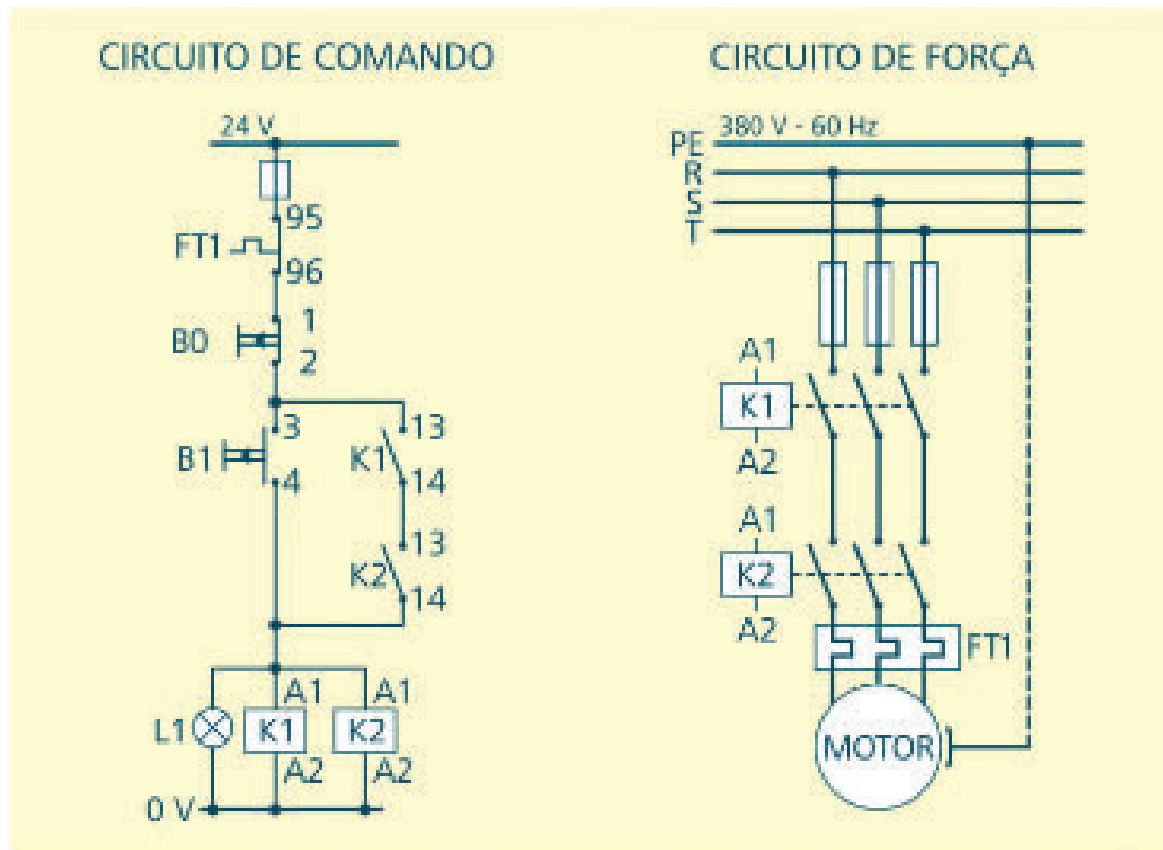 CIRCUITO DE COMANDO
24 V
95
FT1
96
1
B0
2
3
13
B1
K1
4
14
13
K2
14
A1
A1
L1
K1
K2
A2
A2
0 V
CIRCUITO DE FORÇA
PE
380 V - 60 Hz
R
S
T
A1
K1
A2
A1
K2
A2
FT1
MOTOR